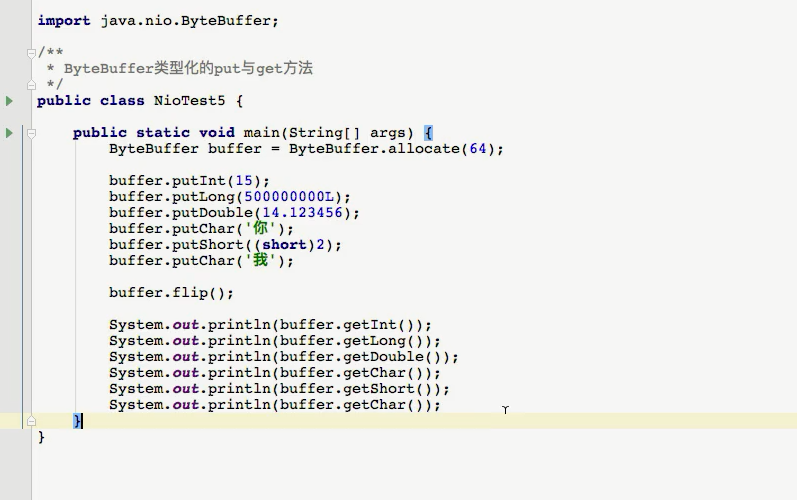 import java.nio.ByteBuffer;
/**
 * ByteBuffer类型化的put与get方法
 */
public class NioTest5 {
    public static void main(String[] args) {
        ByteBuffer buffer = ByteBuffer.allocate(64);
        buffer.putInt(15);
        buffer.putLong(500000000L);
        buffer.putDouble(14.123456);
        buffer.putChar('你');
        buffer.putShort((short)2);
        buffer.putChar('我');
        buffer.flip();
        System.out.println(buffer.getInt());
        System.out.println(buffer.getLong());
        System.out.println(buffer.getDouble());
        System.out.println(buffer.getChar());
        System.out.println(buffer.getShort());
        System.out.println(buffer.getChar());
    }
}